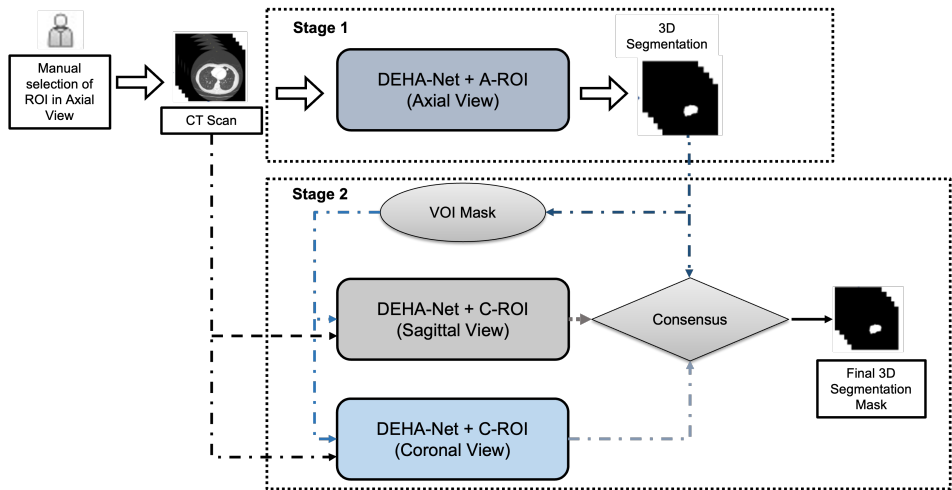 Manual
selection of
ROI in Axial
View
CT Scan
Stage 1
DEHA-Net + A-ROI
(Axial View)
3D
Segmentation
Stage 2
VOI Mask
DEHA-Net + C-ROI
(Sagittal View)
Consensus
DEHA-Net + C-ROI
(Coronal View)
Final 3D
Segmentation
Mask